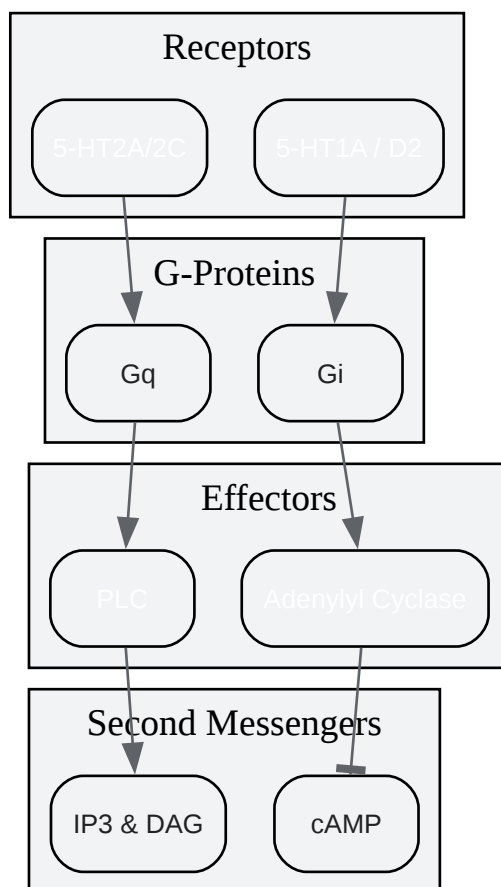 Receptors
5-HT2A/2C
5-HT1A / D2
G-Proteins
Gq
Gi
Effectors
PLC
Adenylyl Cyclase
Second Messengers
IP3 & DAG
cAMP